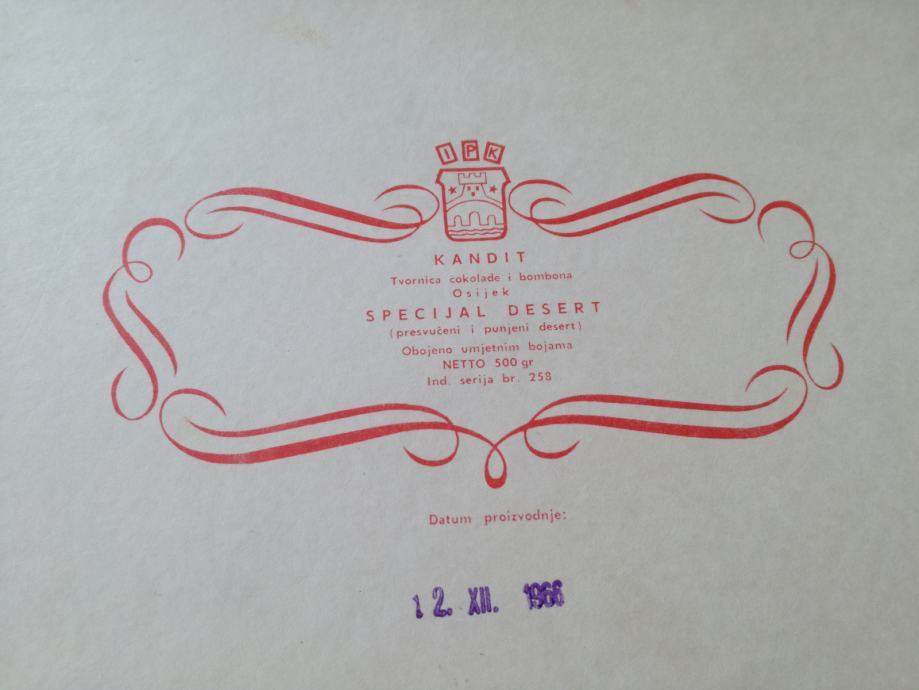 IPK
KANDIT
Tvornica čokolade i bombona
Osijek
SPECIJAL DESERT
(presvučeni i punjeni desert)
Obojeno umjetnim bojama
NETTO 500 gr
Ind. serija br. 258
Datum proizvodnje:
12. XII. 1966